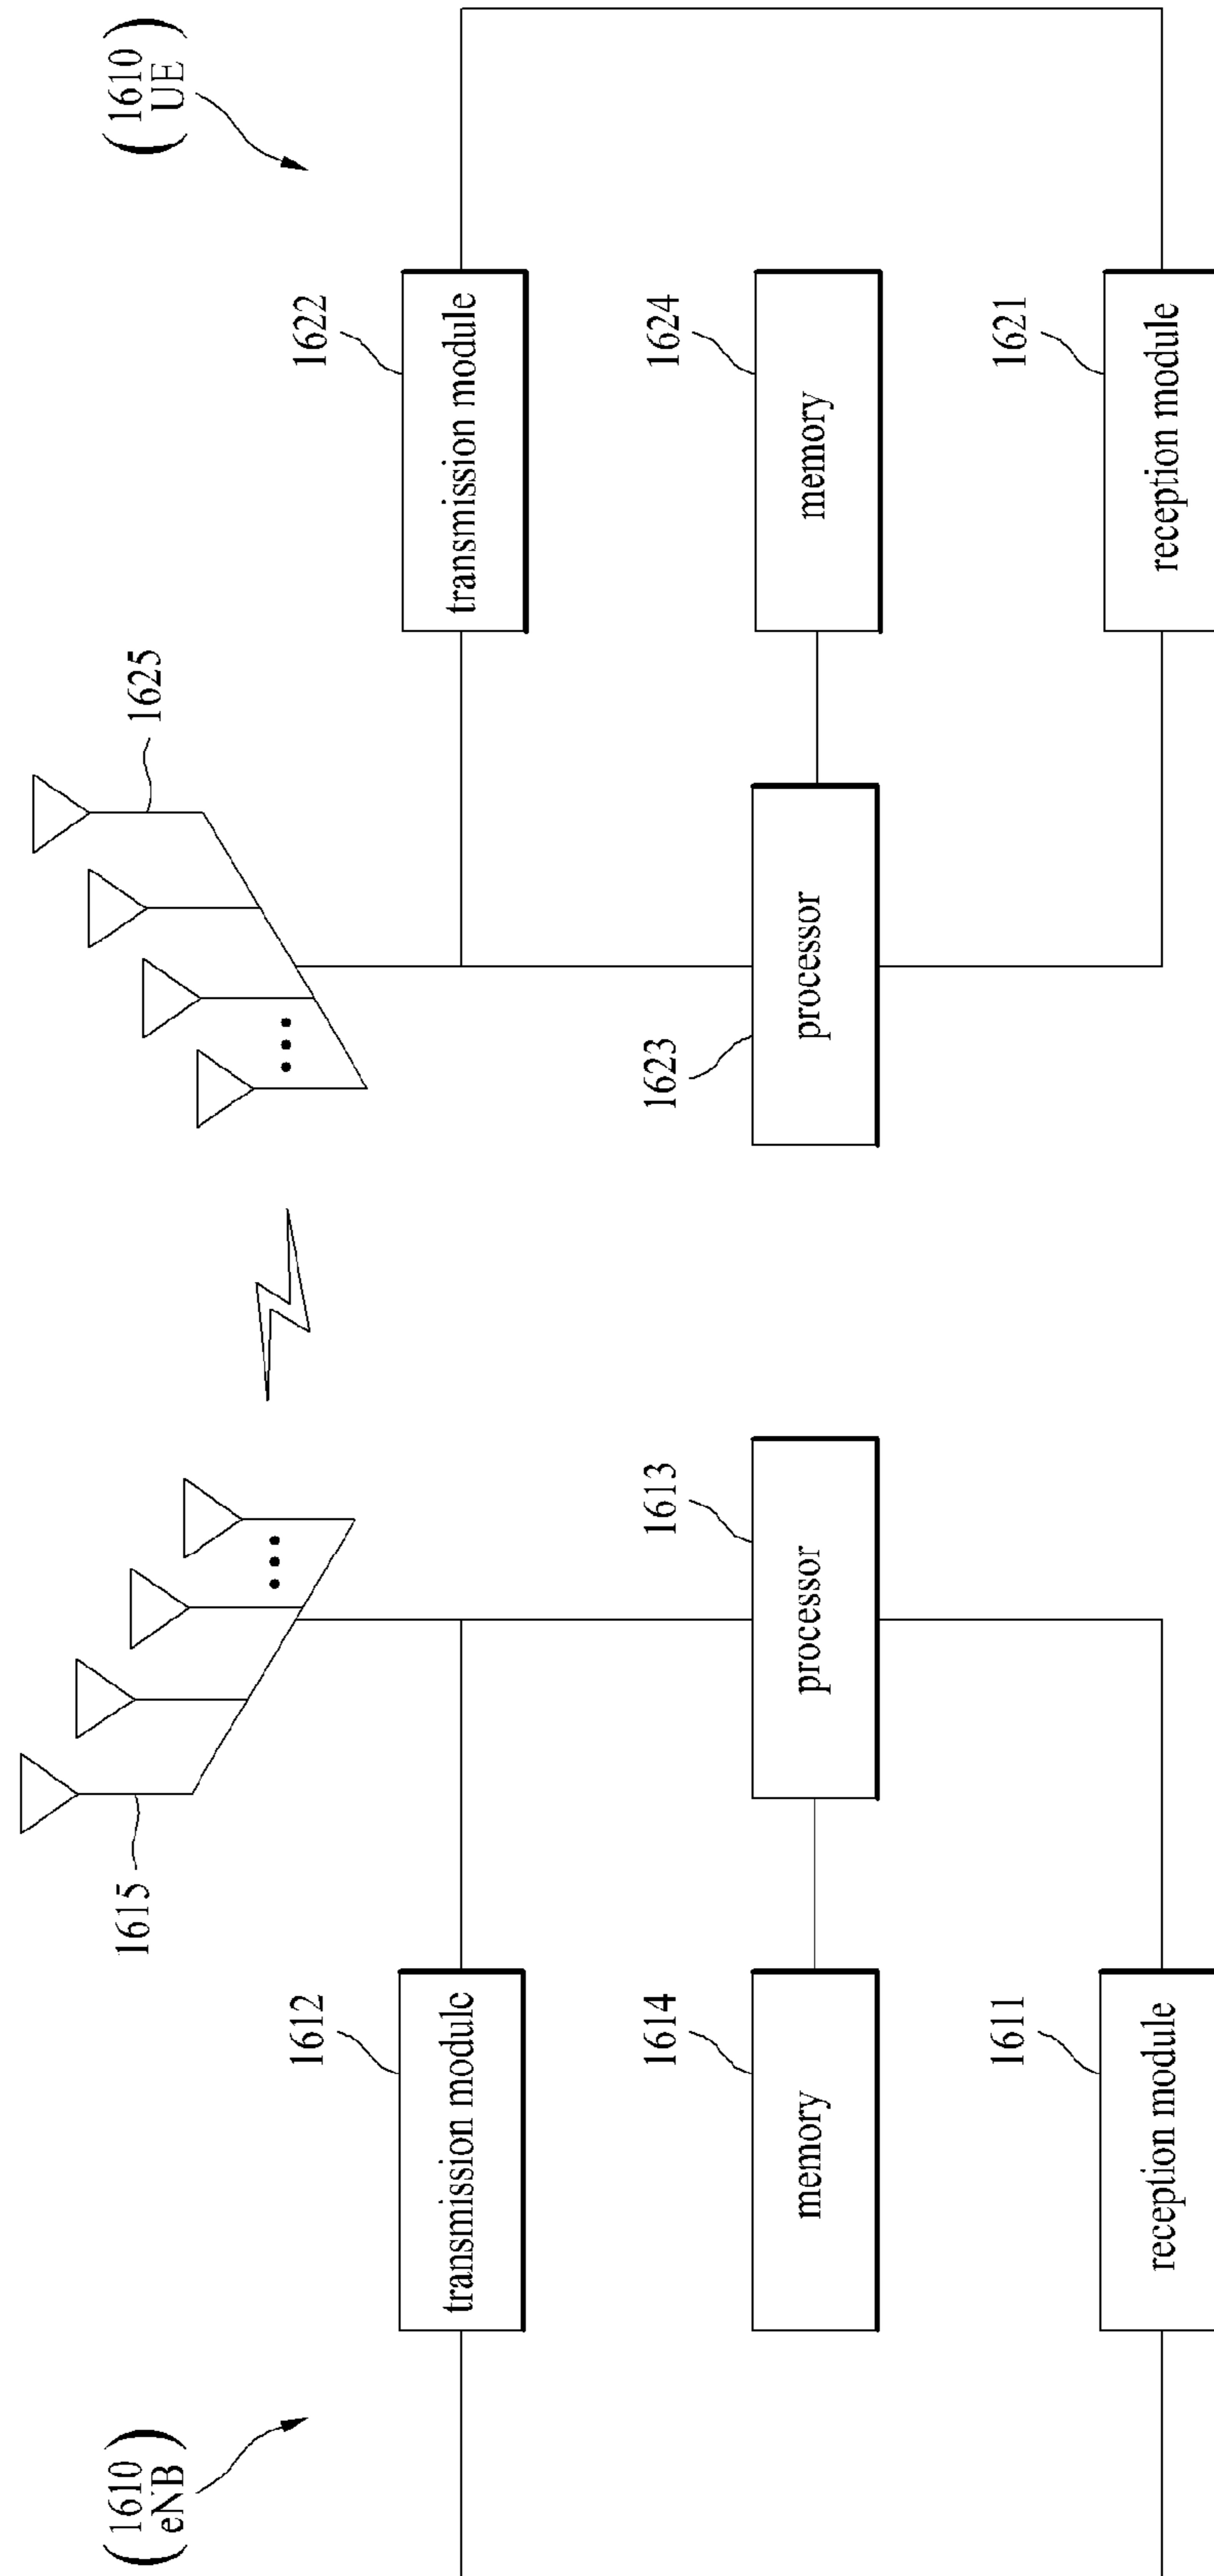 (1610
eNB)
1615
1612
transmission module
1613
1614
memory
processor
1611
reception module
(1610
UE)
1625
1622
transmission module
1623
1624
processor
memory
1621
reception module